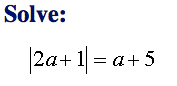 Solve:
|2a+1| = a+5